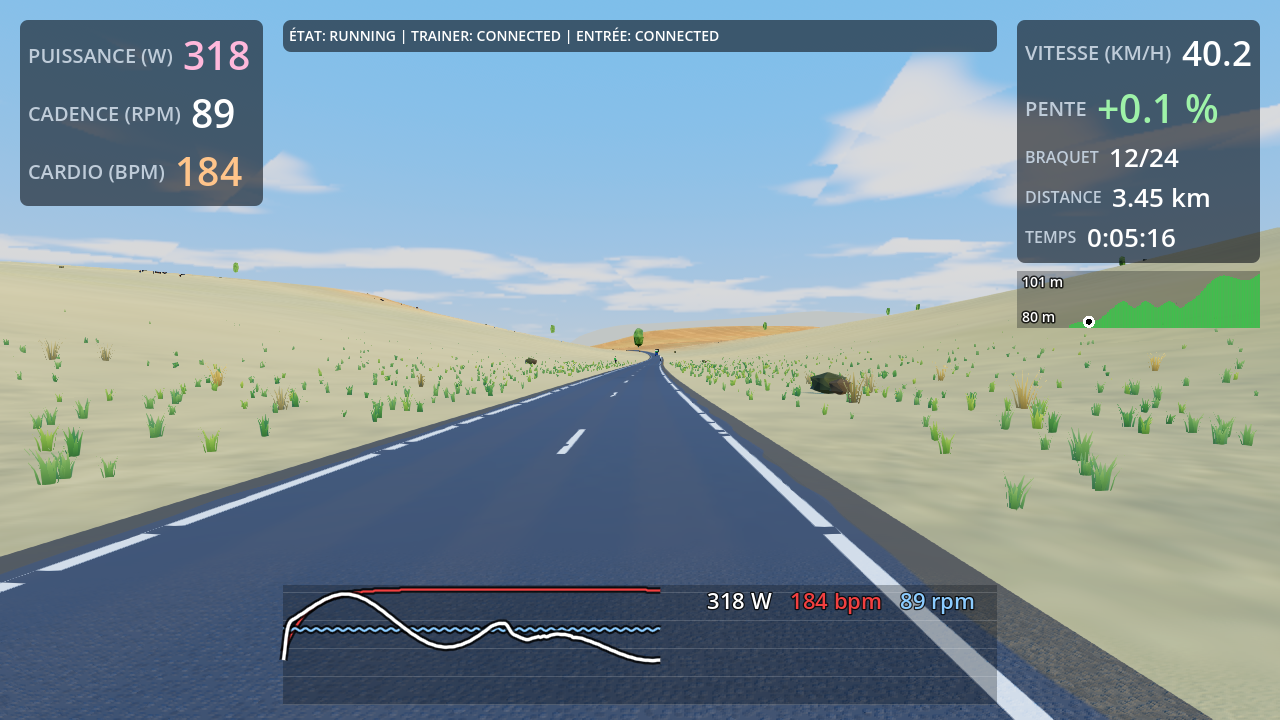 PUISSANCE (W) 318
CADENCE (RPM) 89
CARDIO (BPM) 184
ÉTAT: RUNNING | TRAINER: CONNECTED | ENTRÉE: CONNECTED
VITESSE (KM/H) 40.2
PENTE +0.1 %
BRAQUET 12/24
DISTANCE 3.45 km
TEMPS 0:05:16
101 m
80 m
318 W 184 bpm 89 rpm